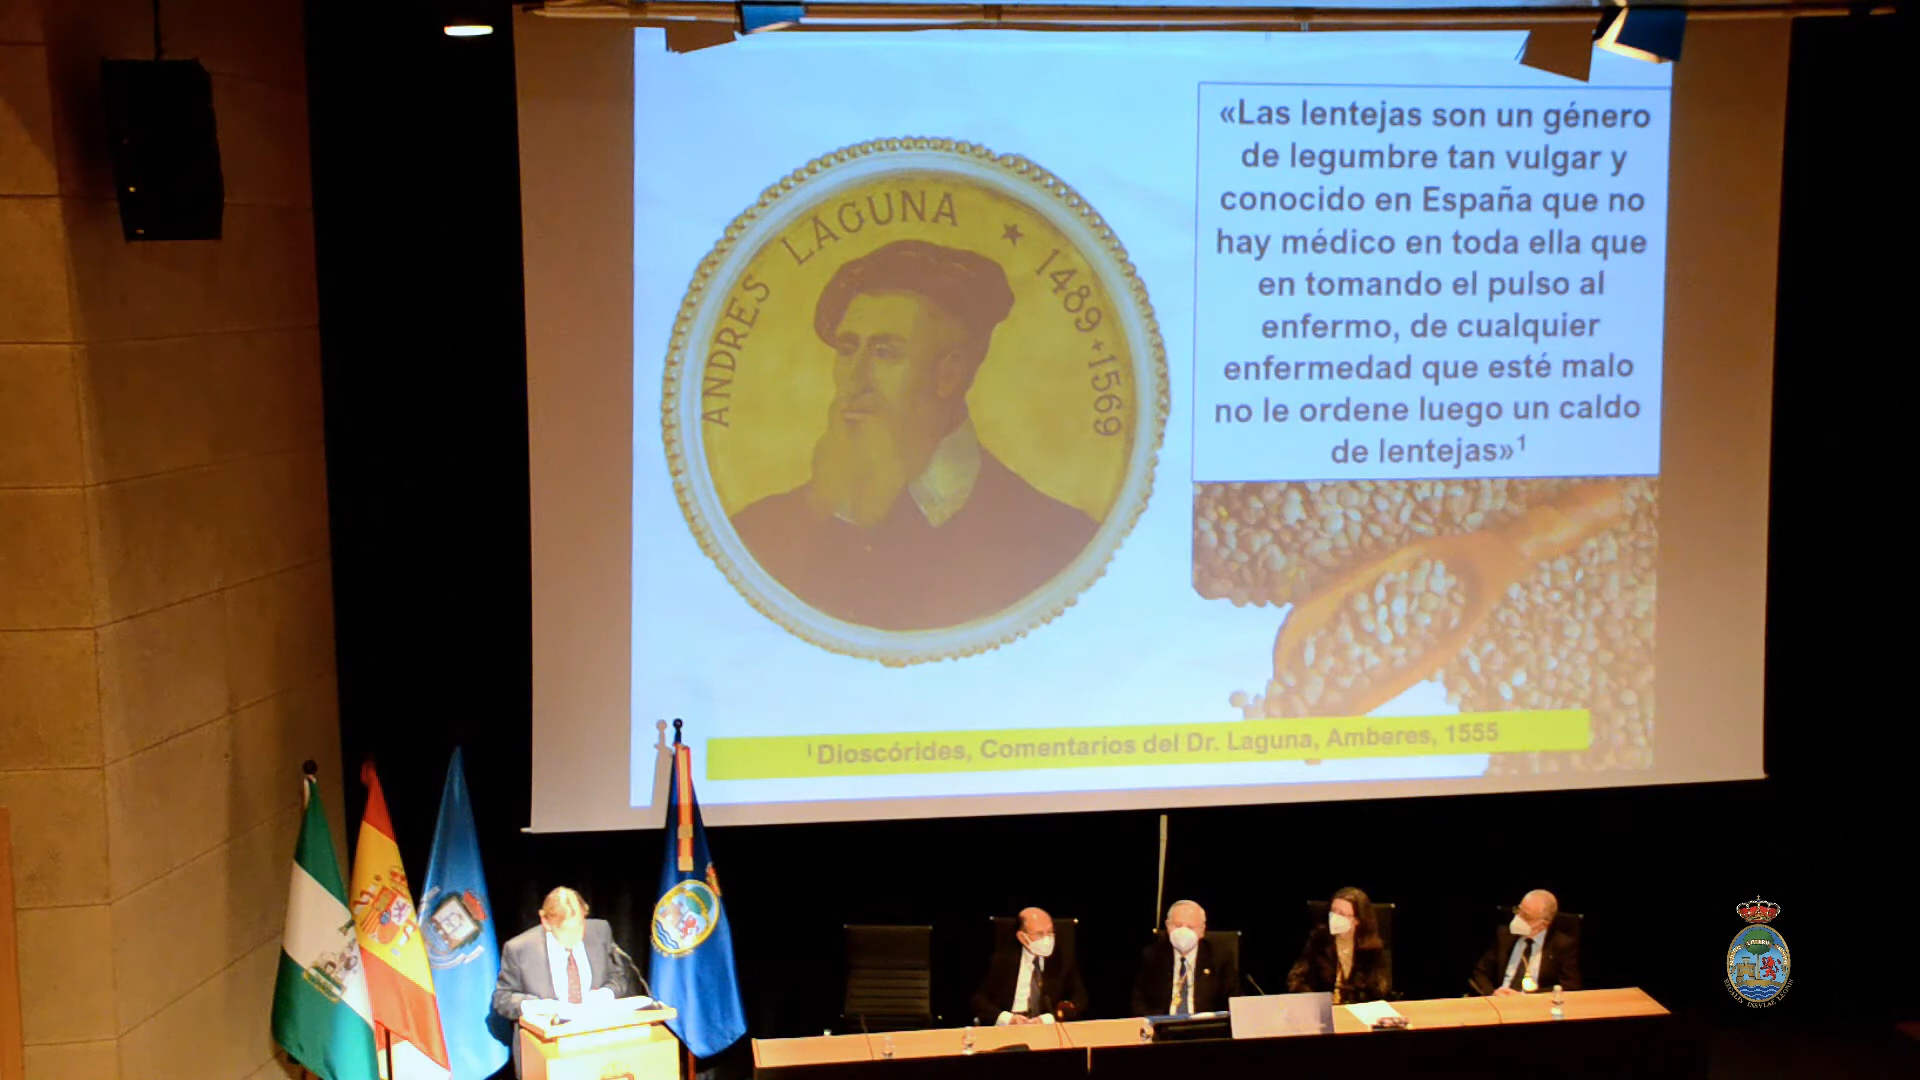 ANDRES LAGUNA ★ 1489 + 1569
«Las lentejas son un género
de legumbre tan vulgar y
conocido en España que no
hay médico en toda ella que
en tomando el pulso al
enfermo, de cualquier
enfermedad que esté malo
no le ordene luego un caldo
de lentejas»¹
¹ Dioscórides, Comentarios del Dr. Laguna, Amberes, 1555